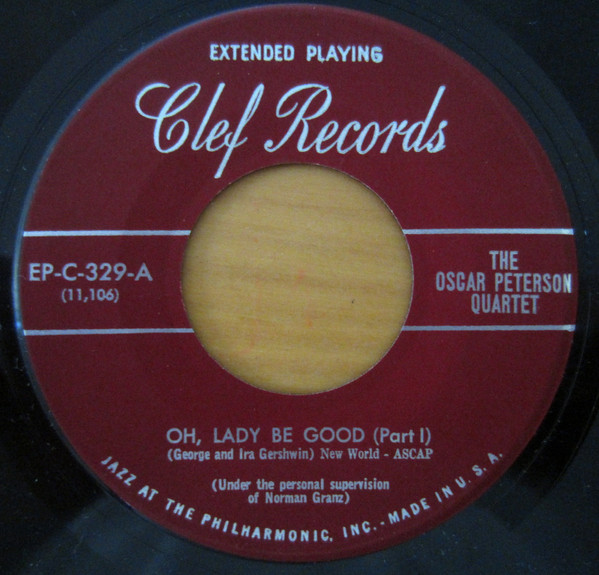 EXTENDED PLAYING
Clef Records
EP-C-329-A
(11,106)
THE
OSCAR PETERSON
QUARTET
OH, LADY BE GOOD (Part I)
(George and Ira Gershwin) New World - ASCAP
(Under the personal supervision
of Norman Granz)
JAZZ AT THE PHILHARMONIC, INC. - MADE IN U.S.A.